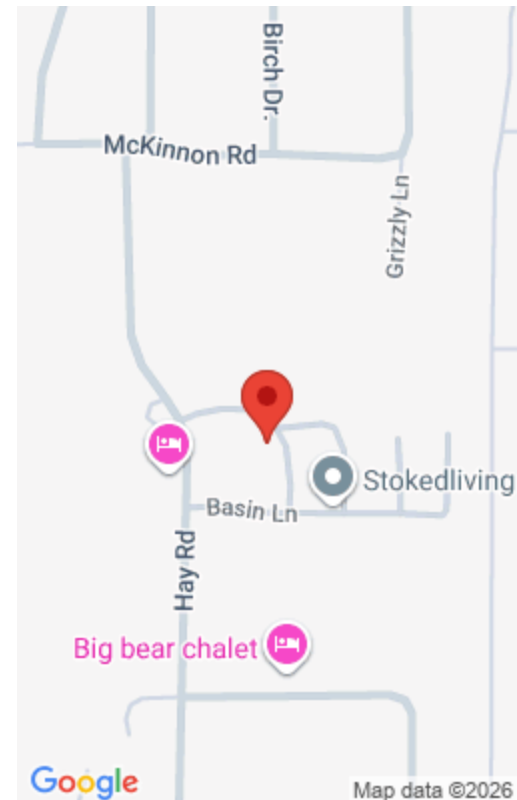 Birch Dr.
McKinnon Rd
Grizzly Ln
Stokedliving
Basin Ln
Hay Rd
Big bear chalet
Google
Map data ©2026